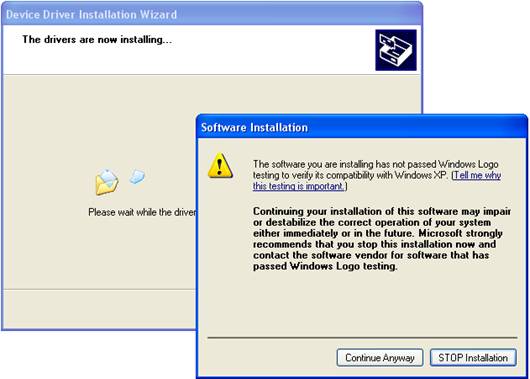 Device Driver Installation Wizard
The drivers are now installing...
Please wait while the driver
Software Installation
The software you are installing has not passed Windows Logo
testing to verify its compatibility with Windows XP. (Tell me why
this testing is important.)
Continuing your installation of this software may impair
or destabilize the correct operation of your system
either immediately or in the future. Microsoft strongly
recommends that you stop this installation now and
contact the software vendor for software that has
passed Windows Logo testing.
Continue Anyway
STOP Installation